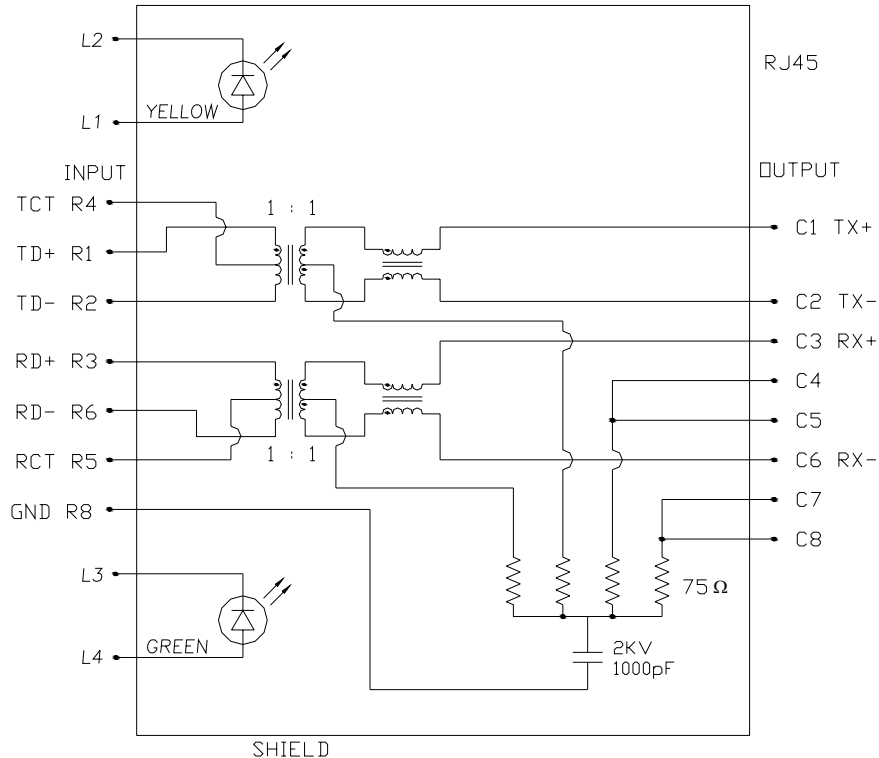 L2
RJ45
YELLOW
L1
INPUT
OUTPUT
TCT R4
1 : 1
C1 TX+
TD+ R1
TD- R2
C2 TX-
C3 RX+
RD+ R3
C4
RD- R6
C5
RCT R5
1 : 1
C6 RX-
C7
GND R8
C8
L3
75Ω
GREEN
L4
2KV
1000pF
SHIELD